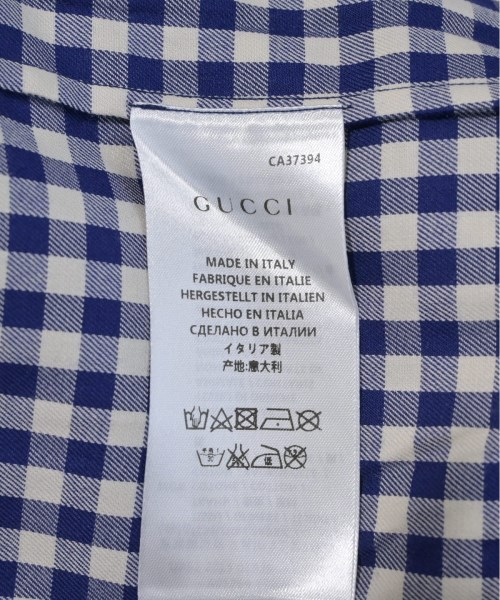 CA37394
GUCCI
MADE IN ITALY
FABRIQUE EN ITALIE
HERGESTELLT IN ITALIEN
HECHO EN ITALIA
СДЕЛАНО В ИТАЛИИ
イタリア製
产地:意大利
低